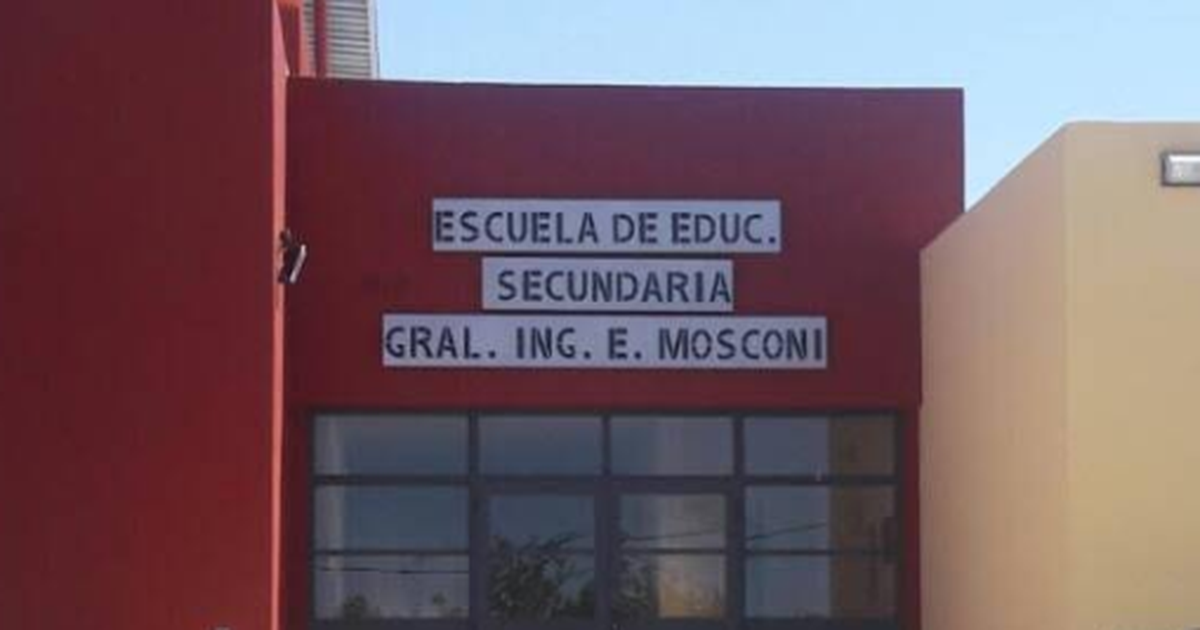 ESCUELA DE EDUC.
SECUNDARIA
GRAL. ING. E. MOSCONI